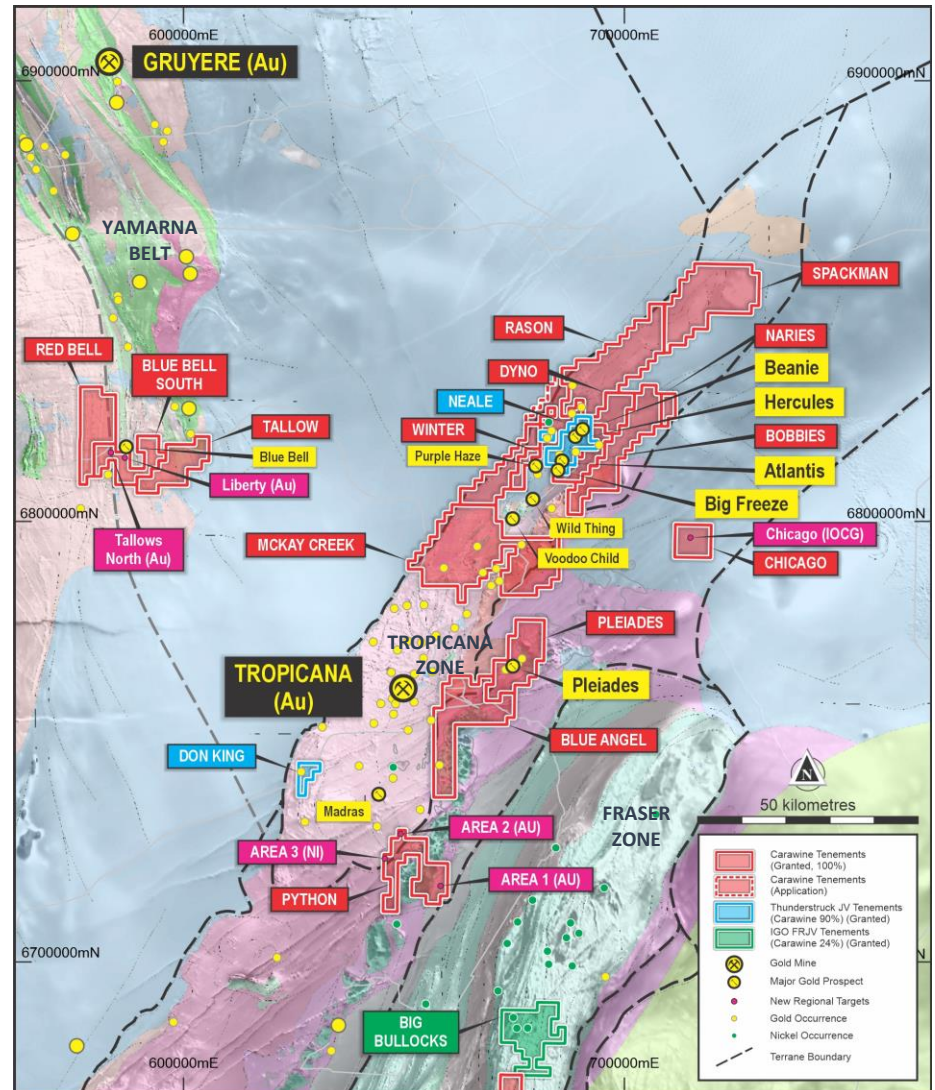 600000mE
700000mE
6900000mN
6900000mN
GRUYERE (Au)
YAMARNA
BELT
SPACKMAN
RASON
NARIES
RED BELL
BLUE BELL
SOUTH
DYNO
Beanie
NEALE
Hercules
TALLOW
WINTER
BOBBIES
Blue Bell
Purple Haze
Atlantis
Liberty (Au)
Big Freeze
6800000mN
Wild Thing
Chicago (IOCG)
Tallows
North (Au)
MCKAY CREEK
Voodoo Child
CHICAGO
PLEIADES
TROPICANA
ZONE
TROPICANA
(Au)
Pleiades
BLUE ANGEL
DON KING
N
50 kilometres
Madras
FRASER
ZONE
AREA 2 (AU)
AREA 3 (NI)
AREA 1 (AU)
PYTHON
Carawine Tenements
(Granted, 100%)
Carawine Tenements
(Application)
Thunderstruck JV Tenements
(Carawine 90%) (Granted)
IGO FRJV Tenements
(Carawine 24%) (Granted)
Gold Mine
Major Gold Prospect
New Regional Targets
Gold Occurrence
Nickel Occurrence
Terrane Boundary
6700000mN
BIG
BULLOCKS
600000mE
700000mE